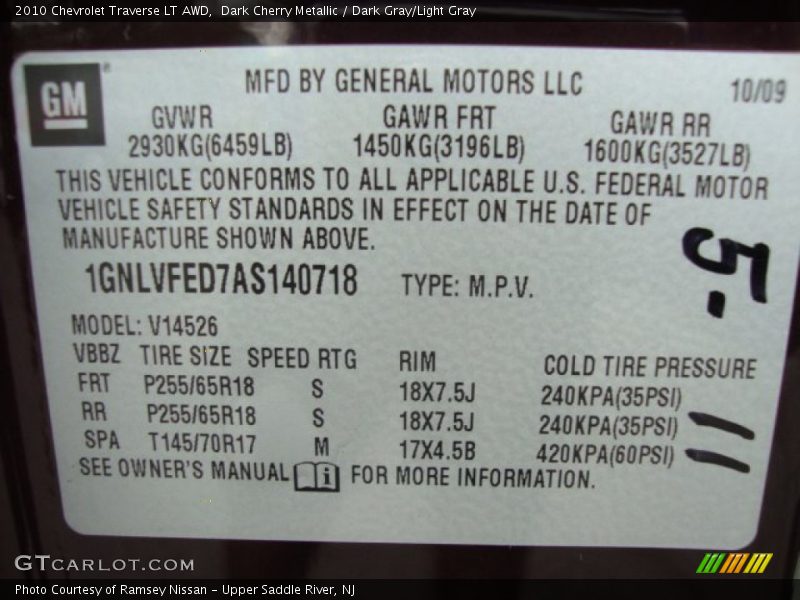 2010 Chevrolet Traverse LT AWD, Dark Cherry Metallic / Dark Gray/Light Gray
GM
MFD BY GENERAL MOTORS LLC 10/09
GVWR GAWR FRT GAWR RR
2930KG(6459LB) 1450KG(3196LB) 1600KG(3527LB)
THIS VEHICLE CONFORMS TO ALL APPLICABLE U.S. FEDERAL MOTOR
VEHICLE SAFETY STANDARDS IN EFFECT ON THE DATE OF
MANUFACTURE SHOWN ABOVE.
5-
1GNLVFED7AS140718 TYPE: M.P.V.
MODEL: V14526
VBBZ TIRE SIZE SPEED RTG RIM COLD TIRE PRESSURE
FRT P255/65R18 S 18X7.5J 240KPA(35PSI)
RR P255/65R18 S 18X7.5J 240KPA(35PSI)
SPA T145/70R17 M 17X4.5B 420KPA(60PSI)
SEE OWNER'S MANUAL i FOR MORE INFORMATION.
GTCARLOT.COM
Photo Courtesy of Ramsey Nissan - Upper Saddle River, NJ